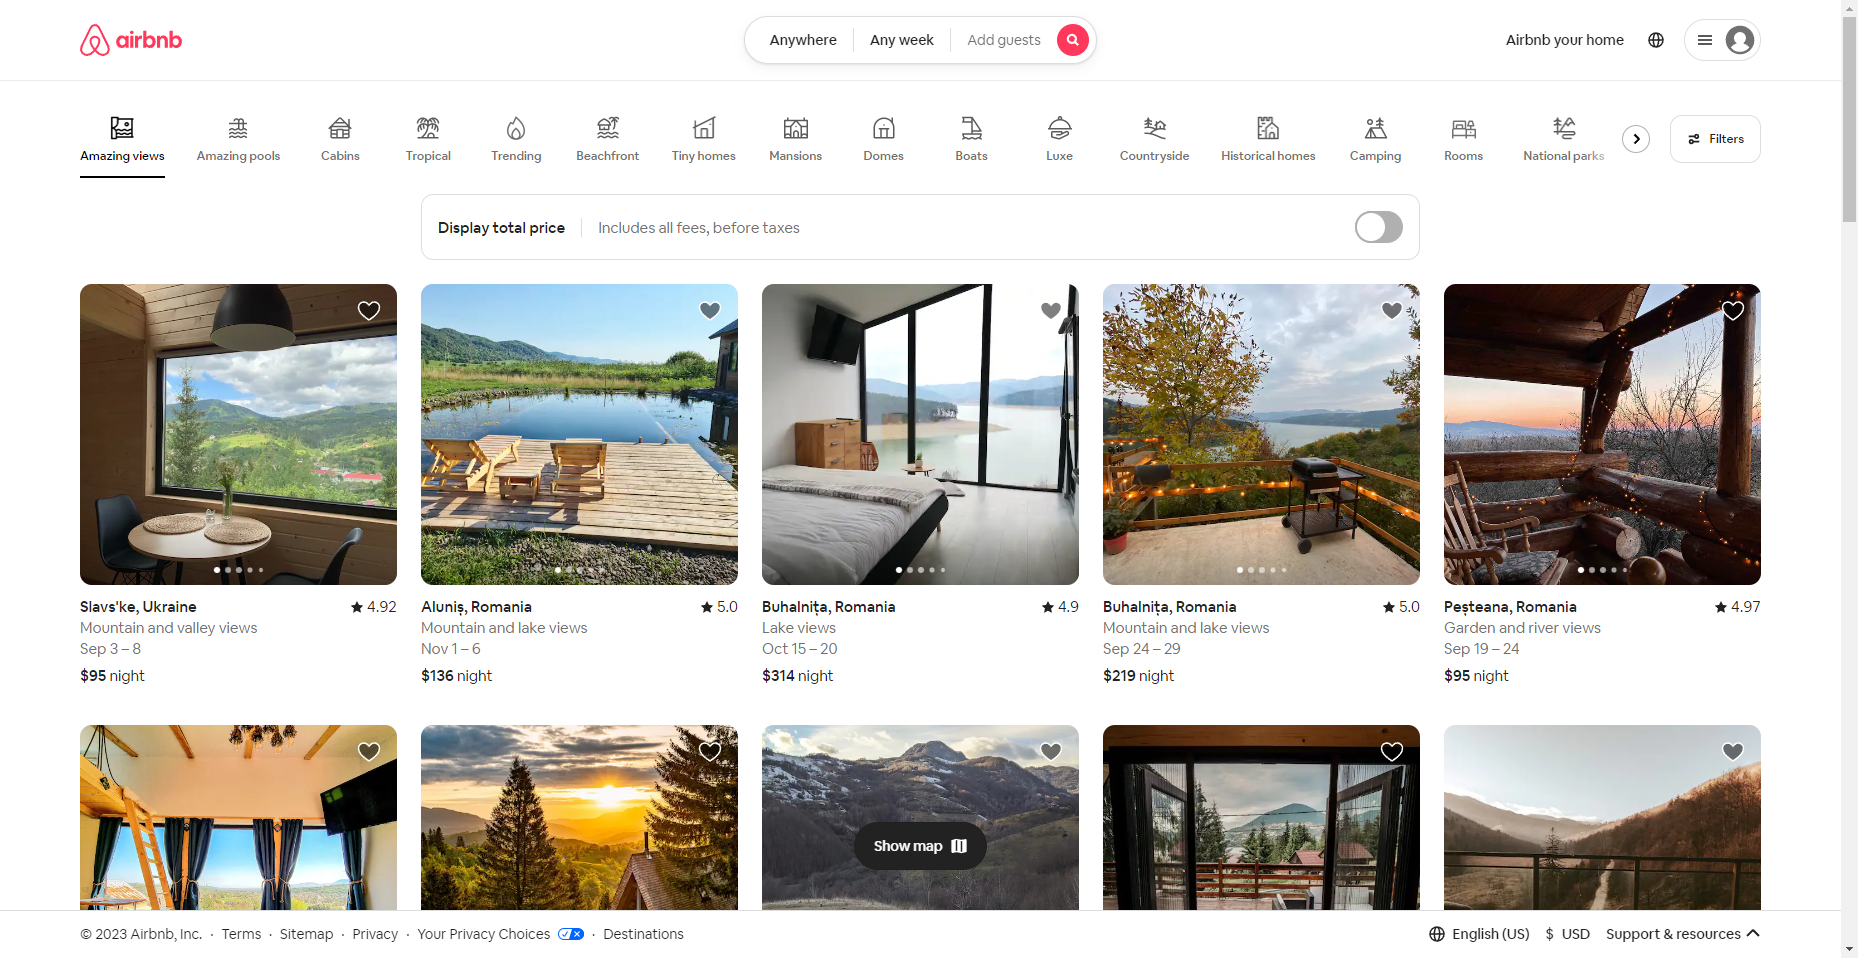 airbnb
Anywhere
Any week
Add guests
Airbnb your home
Amazing views
Amazing pools
Cabins
Tropical
Trending
Beachfront
Tiny homes
Mansions
Domes
Boats
Luxe
Countryside
Historical homes
Camping
Rooms
National parks
Filters
Display total price
Includes all fees, before taxes
Slavs'ke, Ukraine
4.92
Mountain and valley views
Sep 3 – 8
$95 night
Aluniș, Romania
5.0
Mountain and lake views
Nov 1 – 6
$136 night
Buhalnița, Romania
4.9
Lake views
Oct 15 – 20
$314 night
Buhalnița, Romania
5.0
Mountain and lake views
Sep 24 – 29
$219 night
Peșteana, Romania
4.97
Garden and river views
Sep 19 – 24
$95 night
Show map
© 2023 Airbnb, Inc. · Terms · Sitemap · Privacy · Your Privacy Choices · Destinations
English (US)
$ USD
Support & resources